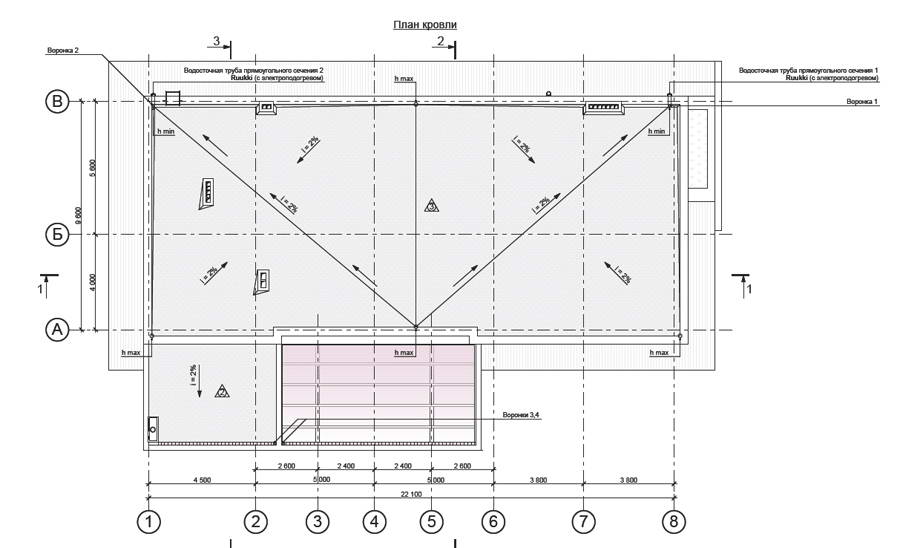 План кровли
3
2
Воронка 2
Водосточная труба прямоугольного сечения 2
Ruukki (с электроподогревом)
h max
Водосточная труба прямоугольного сечения 1
Ruukki (с электроподогревом)
В
Воронка 1
h min
h min
i = 2%
i = 2%
5 600
9 600
i = 2%
i = 2%
3
Б
i = 2%
i = 2%
4 000
1
1
А
h max
h max
h max
i = 2%
2
Воронки 3,4
2 600
2 400
2 400
2 600
4 500
5 000
5 000
3 800
3 800
22 100
1
2
3
4
5
6
7
8